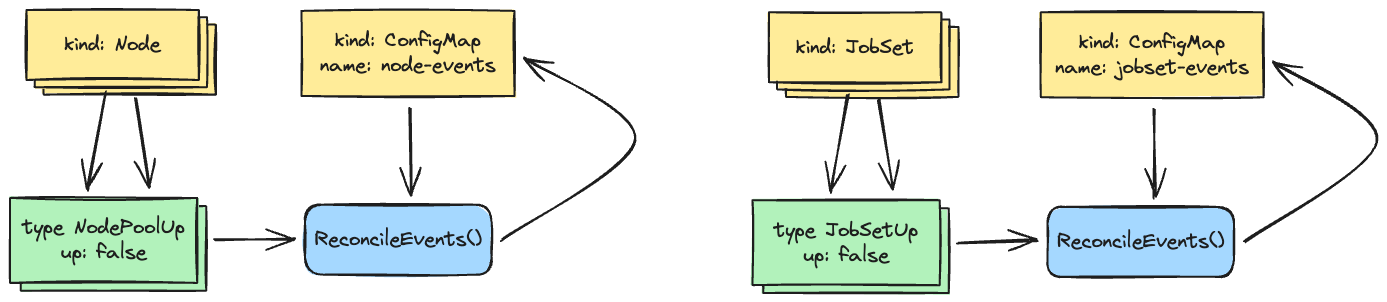 kind: Node
kind: ConfigMap
name: node-events
type NodePoolUp
up: false
ReconcileEvents()
kind: JobSet
kind: ConfigMap
name: jobset-events
type JobSetUp
up: false
ReconcileEvents()